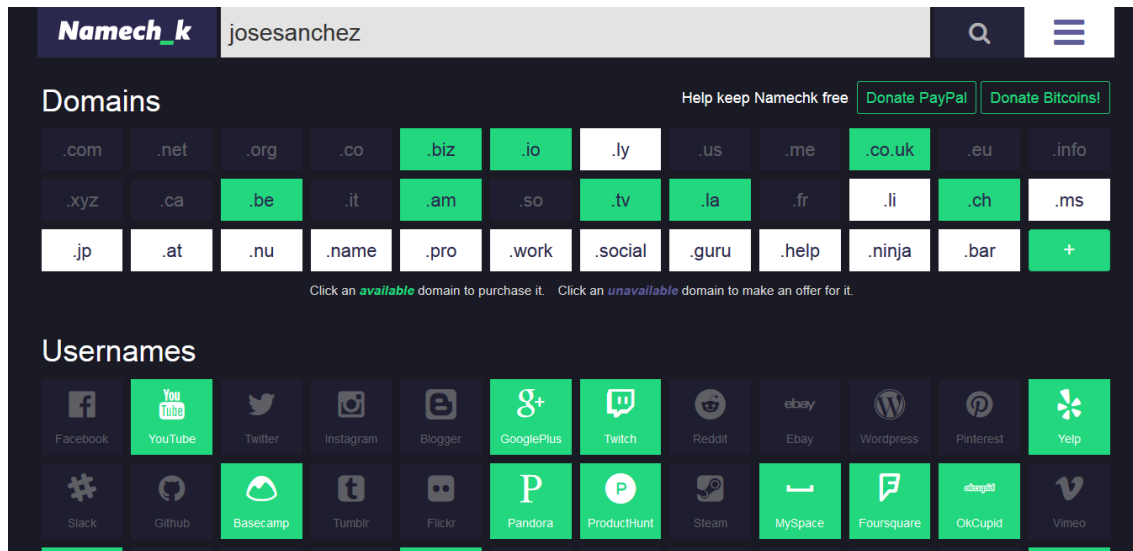 Namech_k josesanchez
Domains Help keep Namechk free Donate PayPal Donate Bitcoins!
.com .net .org .co .biz .io .ly .us .me .co.uk .eu .info
.xyz .ca .be .it .am .so .tv .la .fr .li .ch .ms
.jp .at .nu .name .pro .work .social .guru .help .ninja .bar +
Click an available domain to purchase it. Click an unavailable domain to make an offer for it.
Usernames
You Tube g+ ebay P P okcupid
Facebook YouTube Twitter Instagram Blogger GooglePlus Twitch Reddit Ebay Wordpress Pinterest Yelp
Slack Github Basecamp Tumblr Flickr Pandora ProductHunt Steam MySpace Foursquare OkCupid Vimeo